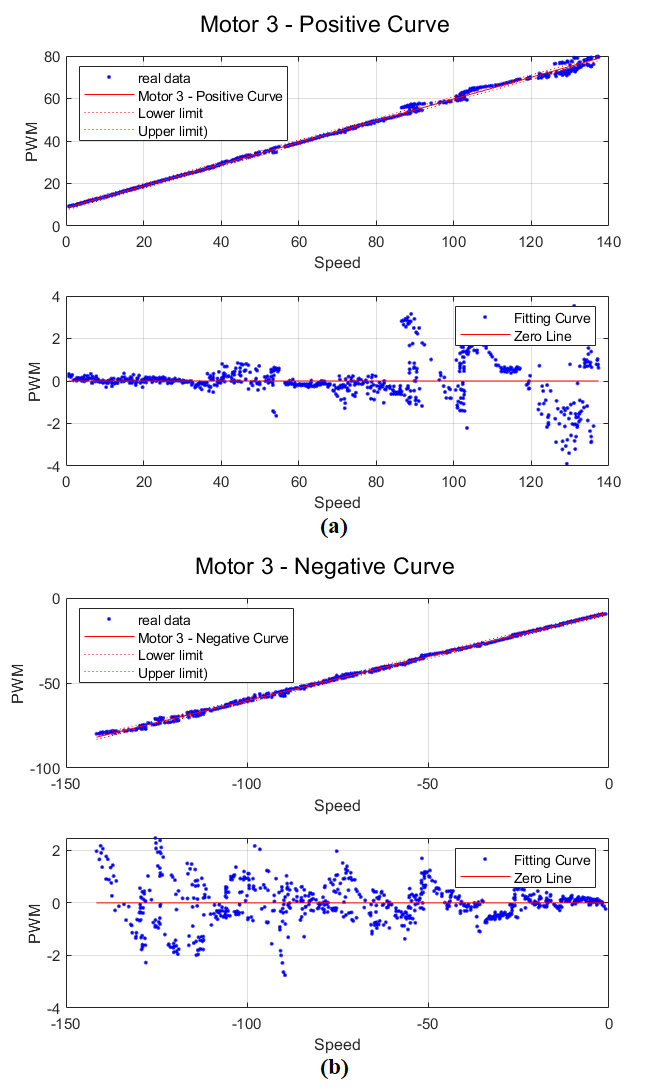 Motor 3 - Positive Curve
80
60
40
20
0
PWM
real data
Motor 3 - Positive Curve
Lower limit
Upper limit)
0 20 40 60 80 100 120 140
Speed
4
2
0
-2
-4
PWM
Fitting Curve
Zero Line
0 20 40 60 80 100 120 140
Speed
(a)
Motor 3 - Negative Curve
0
-50
-100
PWM
real data
Motor 3 - Negative Curve
Lower limit
Upper limit)
-150 -100 -50 0
Speed
2
0
-2
-4
PWM
Fitting Curve
Zero Line
-150 -100 -50 0
Speed
(b)